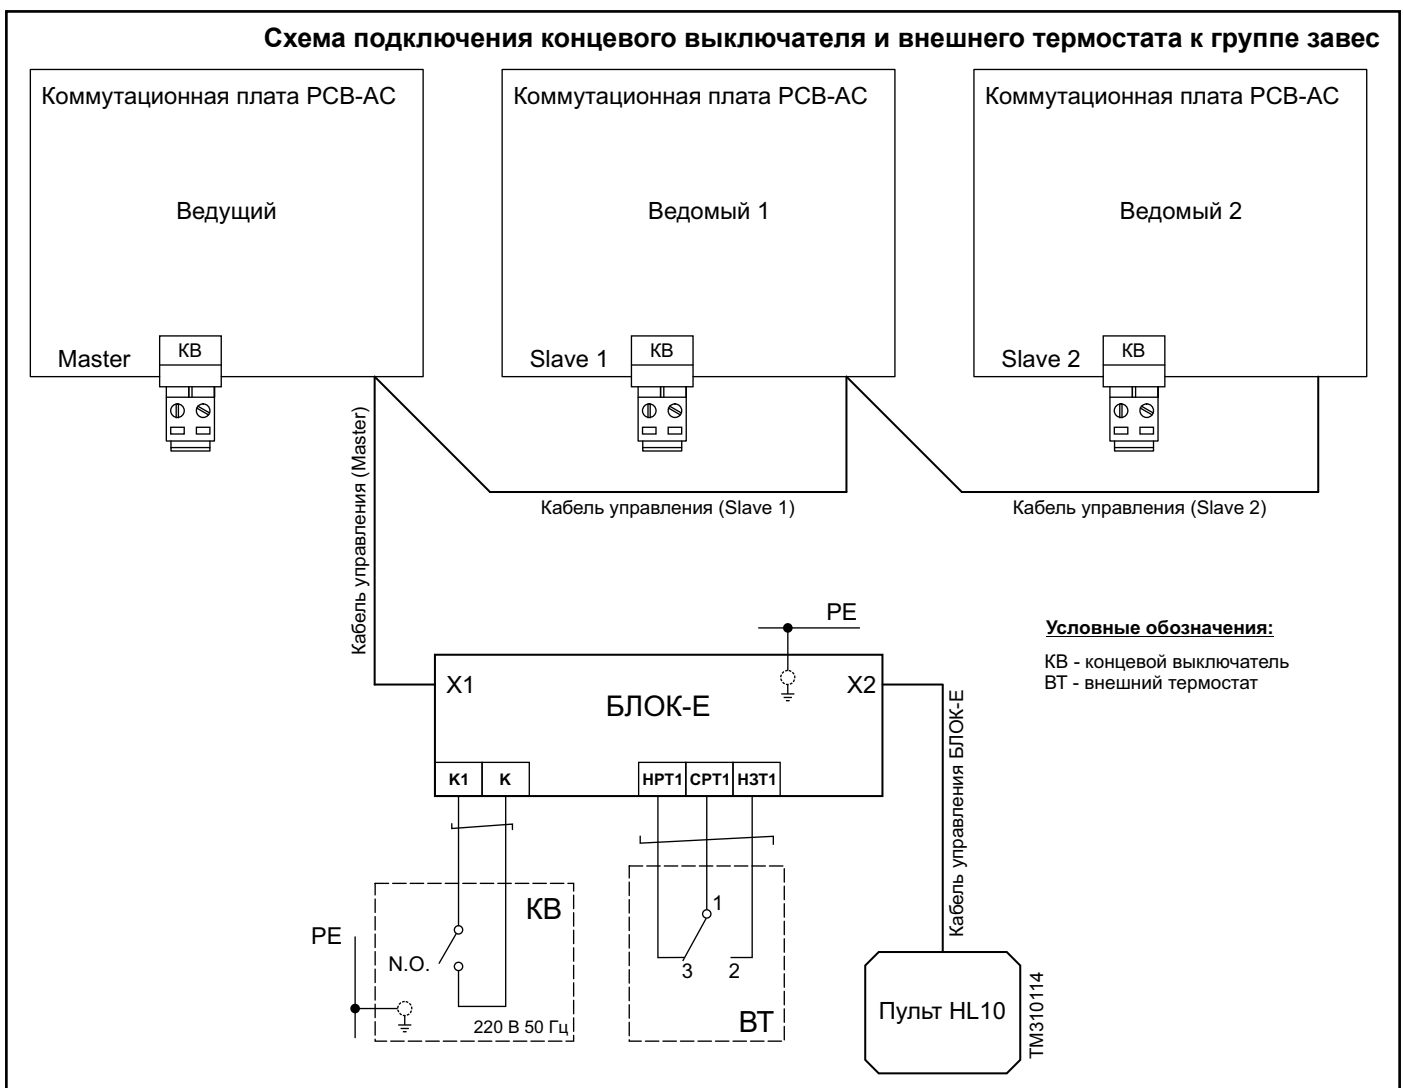 Схема подключения концевого выключателя и внешнего термостата к группе завес
Коммутационная плата PCB-AC
Коммутационная плата PCB-AC
Коммутационная плата PCB-AC
Ведущий
Ведомый 1
Ведомый 2
Master
КВ
Slave 1
КВ
Slave 2
КВ
Кабель управления (Master)
Кабель управления (Slave 1)
Кабель управления (Slave 2)
PE
Условные обозначения:
КВ - концевой выключатель
ВТ - внешний термостат
X1
БЛОК-Е
X2
К1
К
НРТ1
СРТ1
НЗТ1
Кабель управления БЛОК-Е
КВ
PE
N.O.
220 В 50 Гц
1
3
2
ВТ
Пульт HL10
TM310114